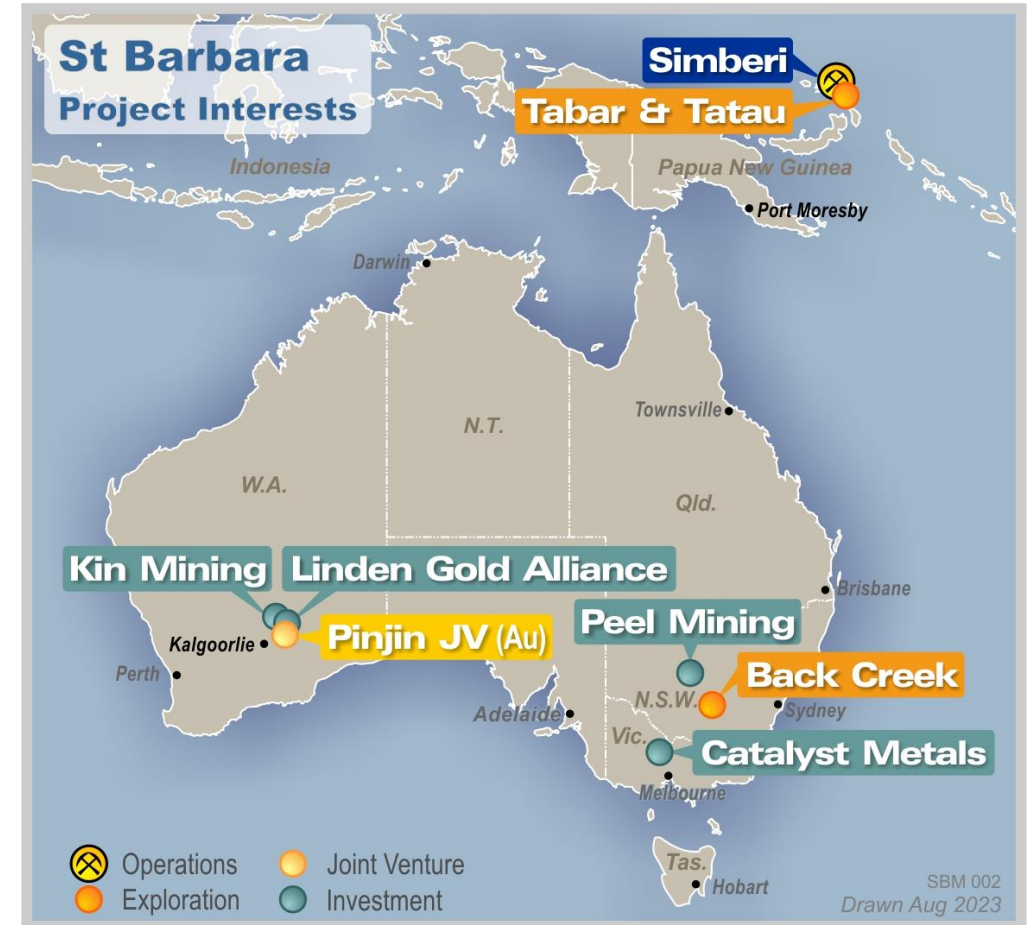 St Barbara
Project Interests
Simberi
Tabar & Tatau
Indonesia
Papua New Guinea
Port Moresby
Darwin
Townsville
N.T.
W.A.
Qld.
Kin Mining
Linden Gold Alliance
Brisbane
Peel Mining
Kalgoorlie
Pinjin JV (Au)
Perth
Back Creek
N.S.W.
Adelaide
Sydney
Vic.
Catalyst Metals
Melbourne
Tas.
Hobart
Operations
Joint Venture
Exploration
Investment
SBM 002
Drawn Aug 2023